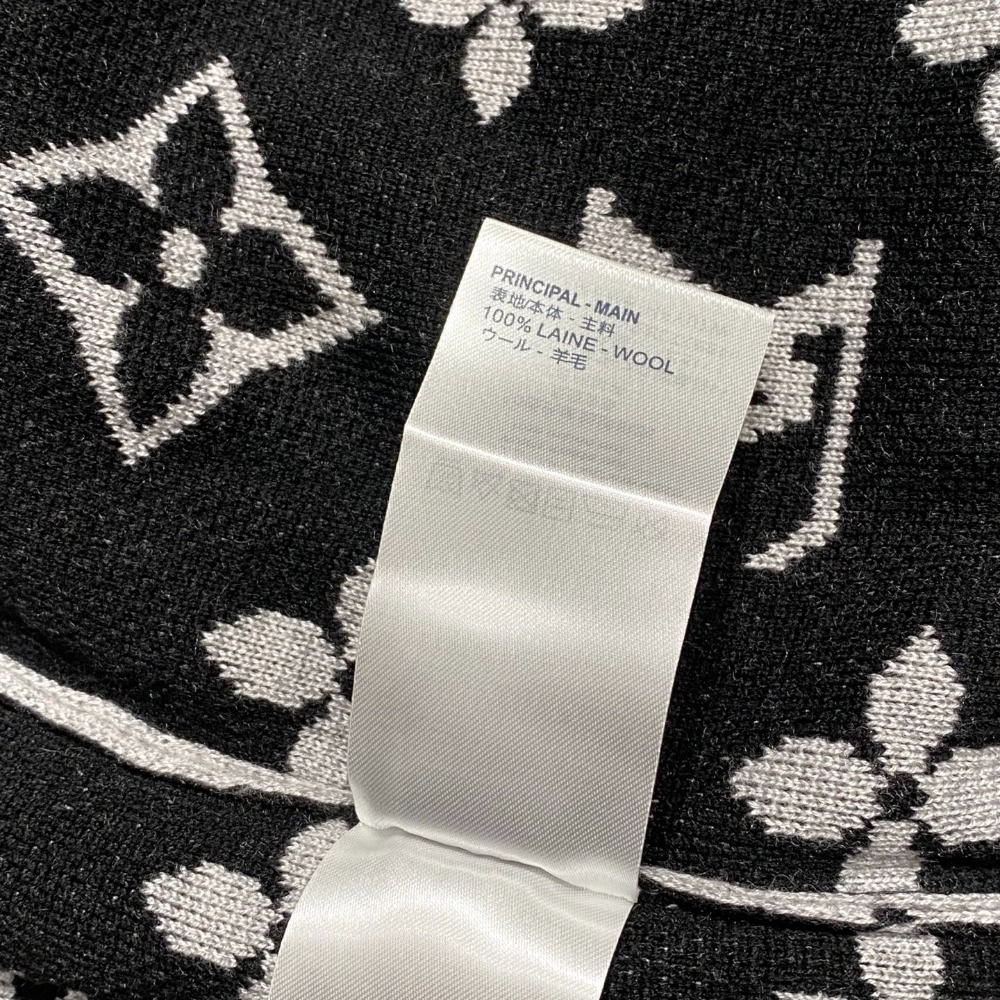 PRINCIPAL - MAIN
表地/本体 - 主料
100% LAINE - WOOL
ウール - 羊毛